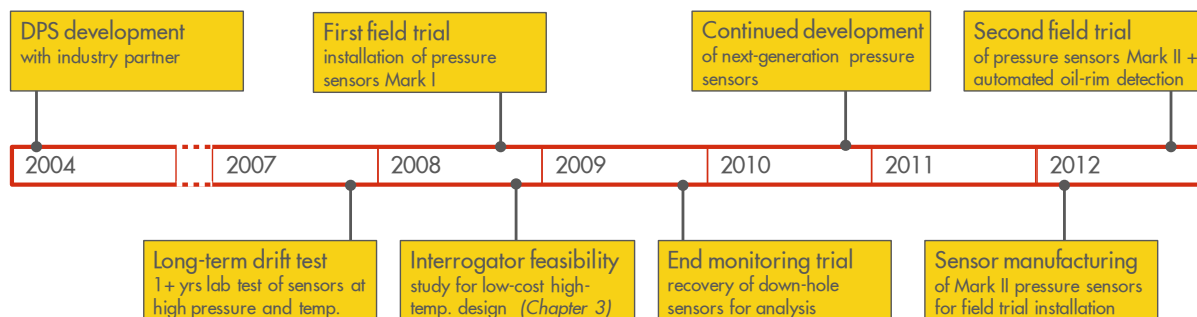 DPS development
with industry partner
First field trial
installation of pressure
sensors Mark I
Continued development
of next-generation pressure
sensors
Second field trial
of pressure sensors Mark II +
automated oil-rim detection
2004
2007
2008
2009
2010
2011
2012
Long-term drift test
1+ yrs lab test of sensors at
high pressure and temp.
Interrogator feasibility
study for low-cost high-
temp. design (Chapter 3)
End monitoring trial
recovery of down-hole
sensors for analysis
Sensor manufacturing
of Mark II pressure sensors
for field trial installation